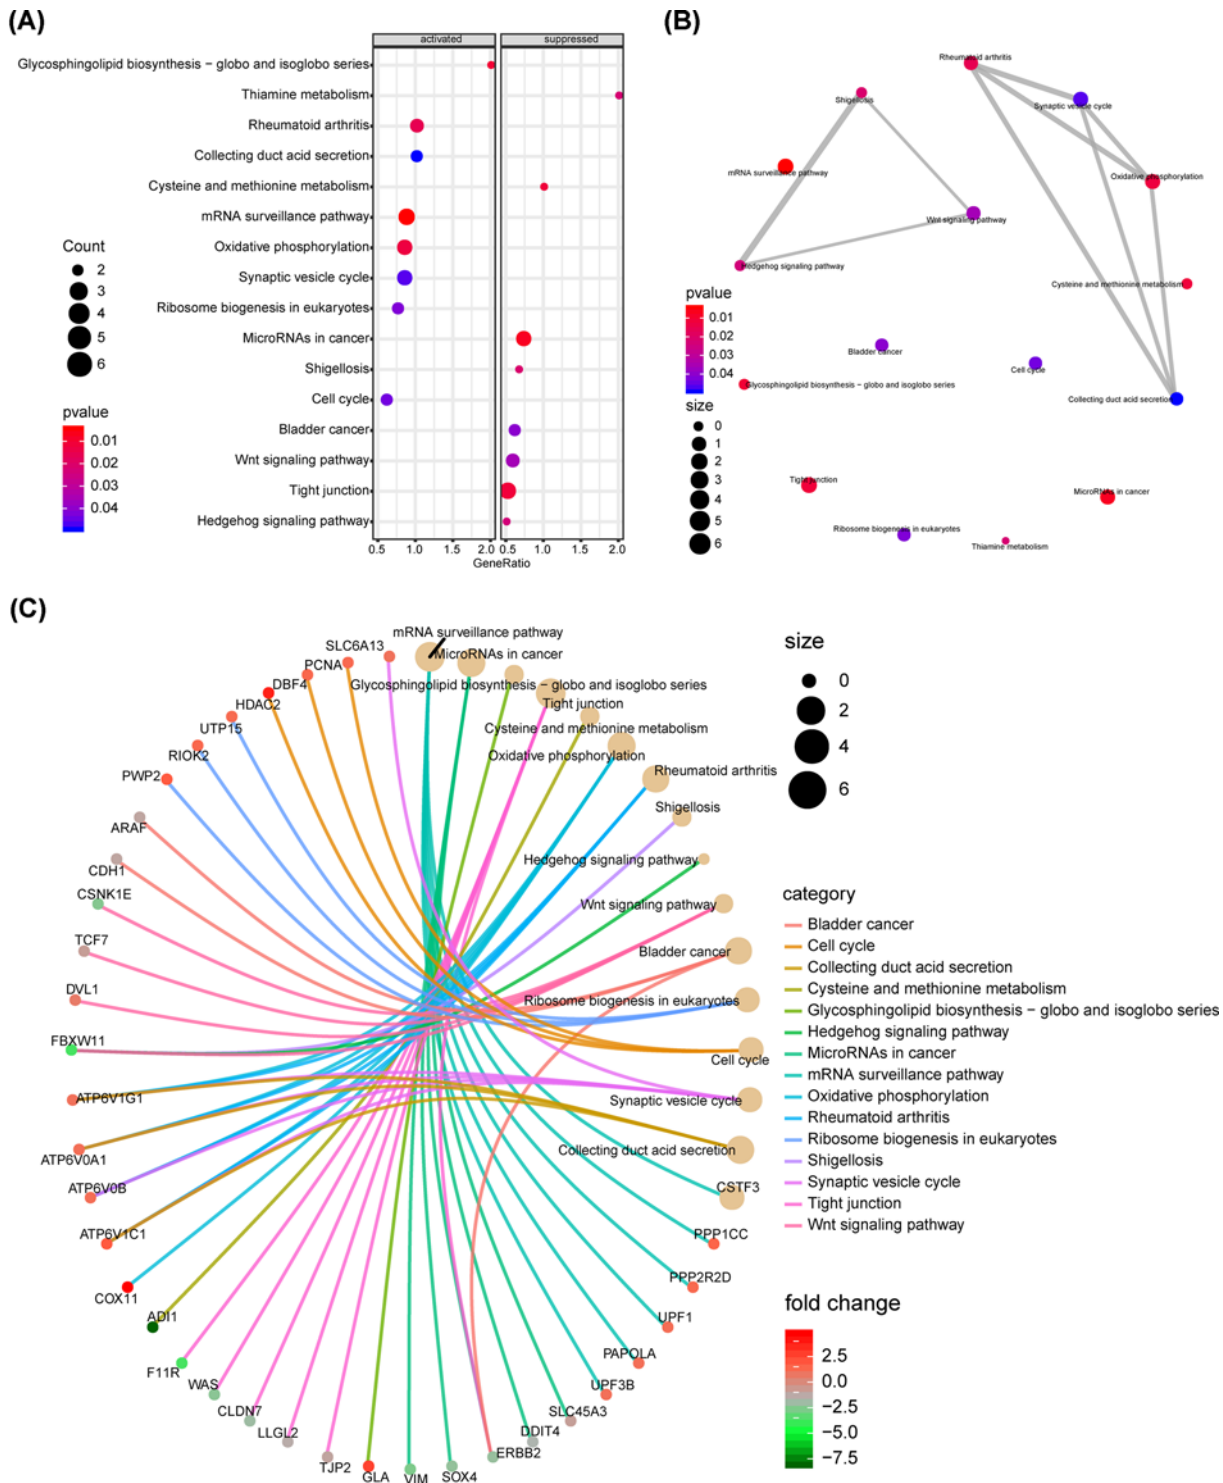 (A)
activated
suppressed
Glycosphingolipid biosynthesis − globo and isoglobo series
Thiamine metabolism
Rheumatoid arthritis
Collecting duct acid secretion
Cysteine and methionine metabolism
mRNA surveillance pathway
Oxidative phosphorylation
Synaptic vesicle cycle
Ribosome biogenesis in eukaryotes
MicroRNAs in cancer
Shigellosis
Cell cycle
Bladder cancer
Wnt signaling pathway
Tight junction
Hedgehog signaling pathway
0.5 1.0 1.5 2.0 0.5 1.0 1.5 2.0
GeneRatio
Count
2
3
4
5
6
pvalue
0.01
0.02
0.03
0.04
(B)
Rheumatoid arthritis
Shigellosis
Synaptic vesicle cycle
mRNA surveillance pathway
Oxidative phosphorylation
Wnt signaling pathway
Hedgehog signaling pathway
Cysteine and methionine metabolism
Bladder cancer
Cell cycle
Glycosphingolipid biosynthesis − globo and isoglobo series
Collecting duct acid secretion
Tight junction
MicroRNAs in cancer
Ribosome biogenesis in eukaryotes
Thiamine metabolism
pvalue
0.01
0.02
0.03
0.04
size
0
1
2
3
4
5
6
(C)
mRNA surveillance pathway
MicroRNAs in cancer
Glycosphingolipid biosynthesis − globo and isoglobo series
Tight junction
Cysteine and methionine metabolism
Oxidative phosphorylation
Rheumatoid arthritis
Shigellosis
Hedgehog signaling pathway
Wnt signaling pathway
Bladder cancer
Ribosome biogenesis in eukaryotes
Cell cycle
Synaptic vesicle cycle
Collecting duct acid secretion
CSTF3
PPP1CC
PPP2R2D
UPF1
PAPOLA
UPF3B
SLC45A3
DDIT4
ERBB2
SOX4
VIM
GLA
TJP2
LLGL2
CLDN7
WAS
F11R
ADI1
COX11
ATP6V1C1
ATP6V0B
ATP6V0A1
ATP6V1G1
FBXW11
DVL1
TCF7
CSNK1E
CDH1
ARAF
PWP2
RIOK2
UTP15
HDAC2
DBF4
PCNA
SLC6A13
size
0
2
4
6
category
Bladder cancer
Cell cycle
Collecting duct acid secretion
Cysteine and methionine metabolism
Glycosphingolipid biosynthesis − globo and isoglobo series
Hedgehog signaling pathway
MicroRNAs in cancer
mRNA surveillance pathway
Oxidative phosphorylation
Rheumatoid arthritis
Ribosome biogenesis in eukaryotes
Shigellosis
Synaptic vesicle cycle
Tight junction
Wnt signaling pathway
fold change
2.5
0.0
−2.5
−5.0
−7.5